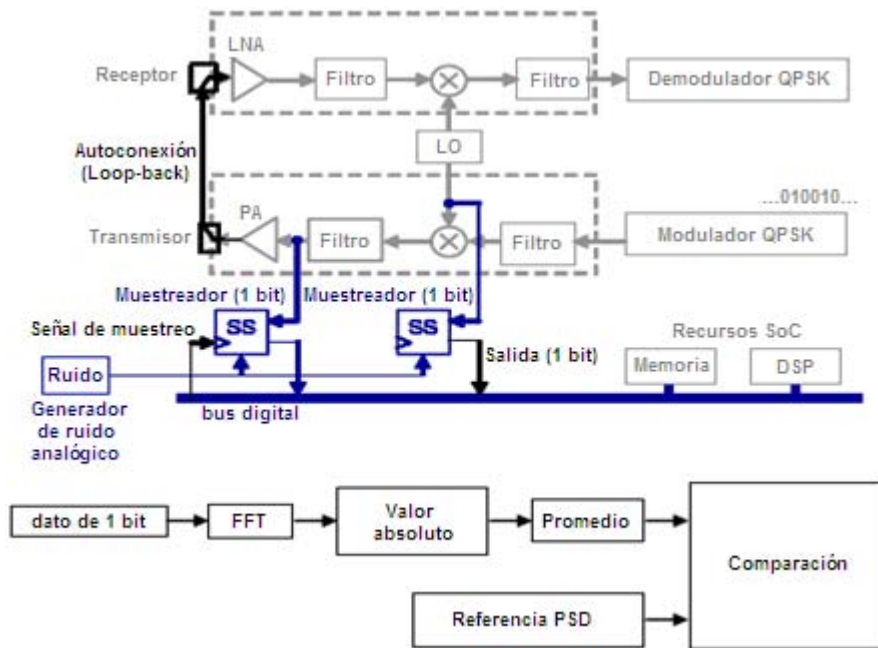 LNA
Receptor
Filtro
Filtro
Demodulador QPSK
Autoconexión
(Loop-back)
LO
...010010...
PA
Transmisor
Filtro
Filtro
Modulador QPSK
Muestreador (1 bit)
Muestreador (1 bit)
Señal de muestreo
SS
SS
Recursos SoC
Salida (1 bit)
Memoria
DSP
Ruido
Generador
de ruido
analógico
bus digital
dato de 1 bit
FFT
Valor
absoluto
Promedio
Comparación
Referencia PSD